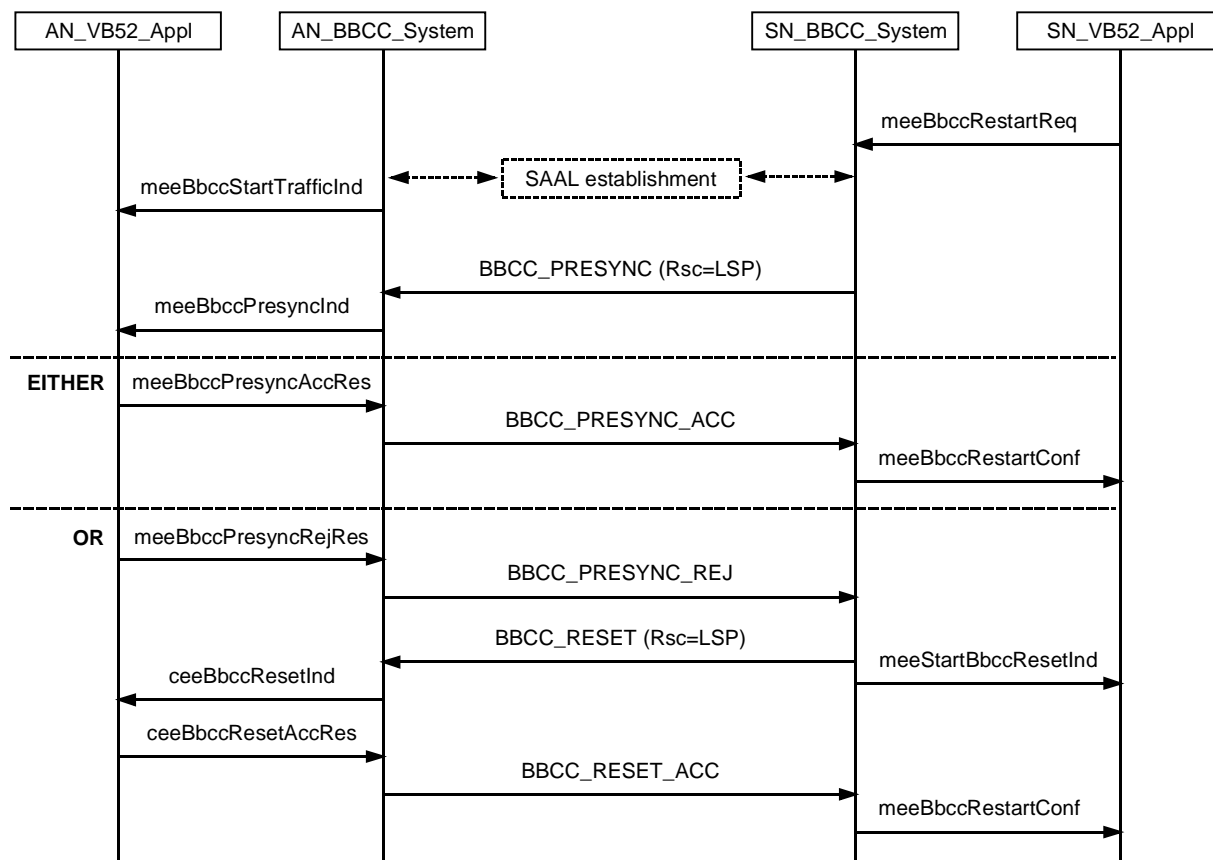 AN_VB52_Appl
AN_BBCC_System
SN_BBCC_System
SN_VB52_Appl
meeBbccRestartReq
SAAL establishment
meeBbccStartTrafficInd
BBCC_PRESYNC (Rsc=LSP)
meeBbccPresyncInd
EITHER
meeBbccPresyncAccRes
BBCC_PRESYNC_ACC
meeBbccRestartConf
OR
meeBbccPresyncRejRes
BBCC_PRESYNC_REJ
BBCC_RESET (Rsc=LSP)
meeStartBbccResetInd
ceeBbccResetInd
ceeBbccResetAccRes
BBCC_RESET_ACC
meeBbccRestartConf